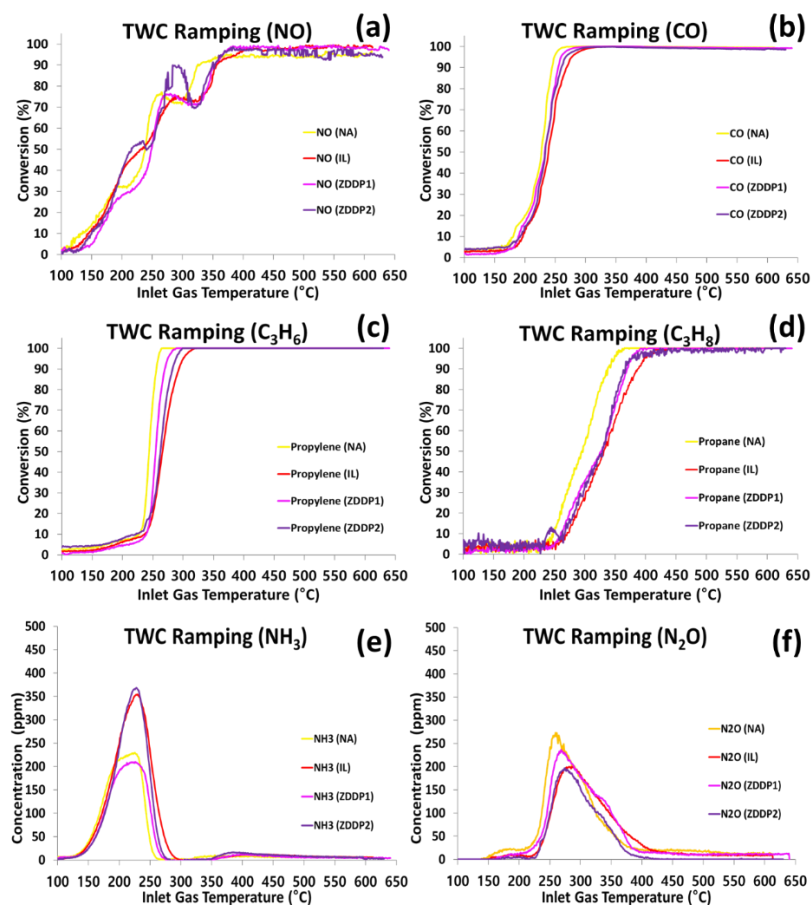 TWC Ramping (NO)
(a)
Conversion (%)
100
90
80
70
60
50
40
30
20
10
0
NO (NA)
NO (IL)
NO (ZDDP1)
NO (ZDDP2)
100 150 200 250 300 350 400 450 500 550 600 650
Inlet Gas Temperature (°C)
TWC Ramping (CO)
(b)
Conversion (%)
100
90
80
70
60
50
40
30
20
10
0
CO (NA)
CO (IL)
CO (ZDDP1)
CO (ZDDP2)
100 150 200 250 300 350 400 450 500 550 600 650
Inlet Gas Temperature (°C)
TWC Ramping (C₃H₆)
(c)
Conversion (%)
100
90
80
70
60
50
40
30
20
10
0
Propylene (NA)
Propylene (IL)
Propylene (ZDDP1)
Propylene (ZDDP2)
100 150 200 250 300 350 400 450 500 550 600 650
Inlet Gas Temperature (°C)
TWC Ramping (C₃H₈)
(d)
Conversion (%)
100
90
80
70
60
50
40
30
20
10
0
Propane (NA)
Propane (IL)
Propane (ZDDP1)
Propane (ZDDP2)
100 150 200 250 300 350 400 450 500 550 600 650
Inlet Gas Temperature (°C)
TWC Ramping (NH₃)
(e)
Concentration (ppm)
500
450
400
350
300
250
200
150
100
50
0
NH3 (NA)
NH3 (IL)
NH3 (ZDDP1)
NH3 (ZDDP2)
100 150 200 250 300 350 400 450 500 550 600 650
Inlet Gas Temperature (°C)
TWC Ramping (N₂O)
(f)
Concentration (ppm)
500
450
400
350
300
250
200
150
100
50
0
N2O (NA)
N2O (IL)
N2O (ZDDP1)
N2O (ZDDP2)
100 150 200 250 300 350 400 450 500 550 600 650
Inlet Gas Temperature (°C)